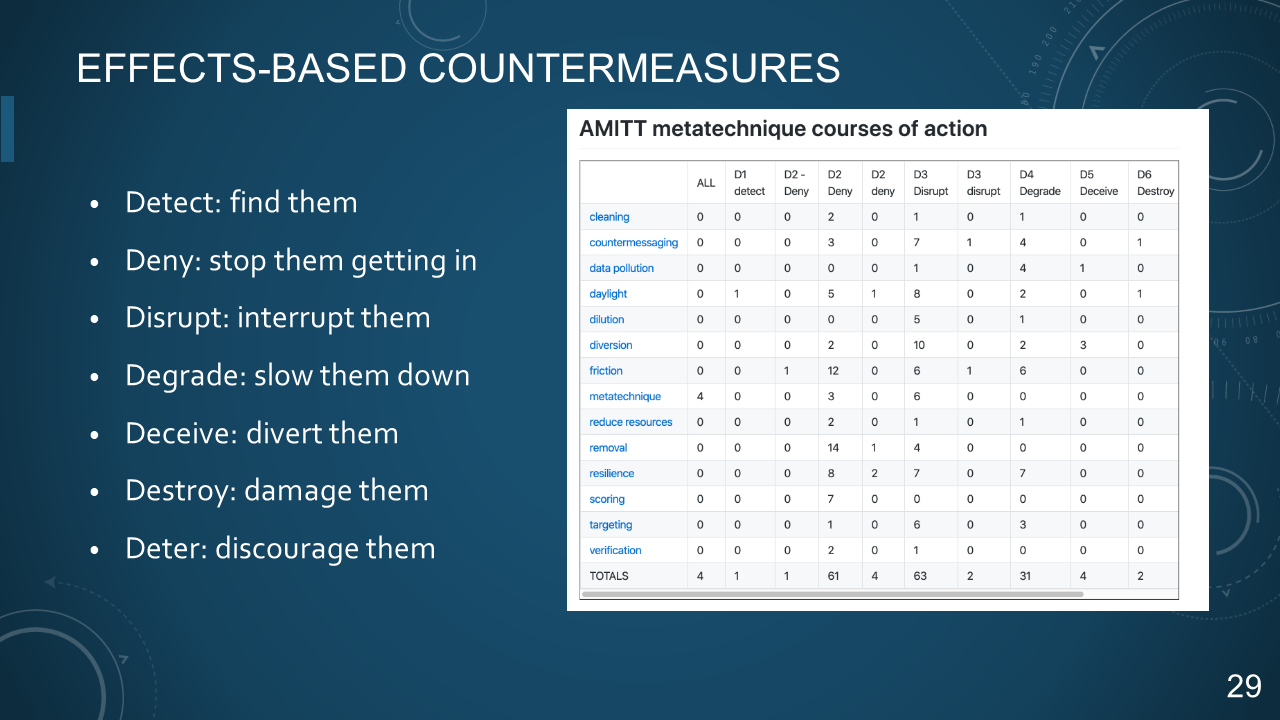 EFFECTS-BASED COUNTERMEASURES
• Detect: find them
• Deny: stop them getting in
• Disrupt: interrupt them
• Degrade: slow them down
• Deceive: divert them
• Destroy: damage them
• Deter: discourage them
AMITT metatechnique courses of action
ALL D1 detect D2 - Deny D2 Deny D2 deny D3 Disrupt D3 disrupt D4 Degrade D5 Deceive D6 Destroy
cleaning 0 0 0 2 0 1 0 1 0 0
countermessaging 0 0 0 3 0 7 1 4 0 1
data pollution 0 0 0 0 0 1 0 4 1 0
daylight 0 1 0 5 1 8 0 2 0 1
dilution 0 0 0 0 0 5 0 1 0 0
diversion 0 0 0 2 0 10 0 2 3 0
friction 0 0 1 12 0 6 1 6 0 0
metatechnique 4 0 0 3 0 6 0 0 0 0
reduce resources 0 0 0 2 0 1 0 1 0 0
removal 0 0 0 14 1 4 0 0 0 0
resilience 0 0 0 8 2 7 0 7 0 0
scoring 0 0 0 7 0 0 0 0 0 0
targeting 0 0 0 1 0 6 0 3 0 0
verification 0 0 0 2 0 1 0 0 0 0
TOTALS 4 1 1 61 4 63 2 31 4 2
29